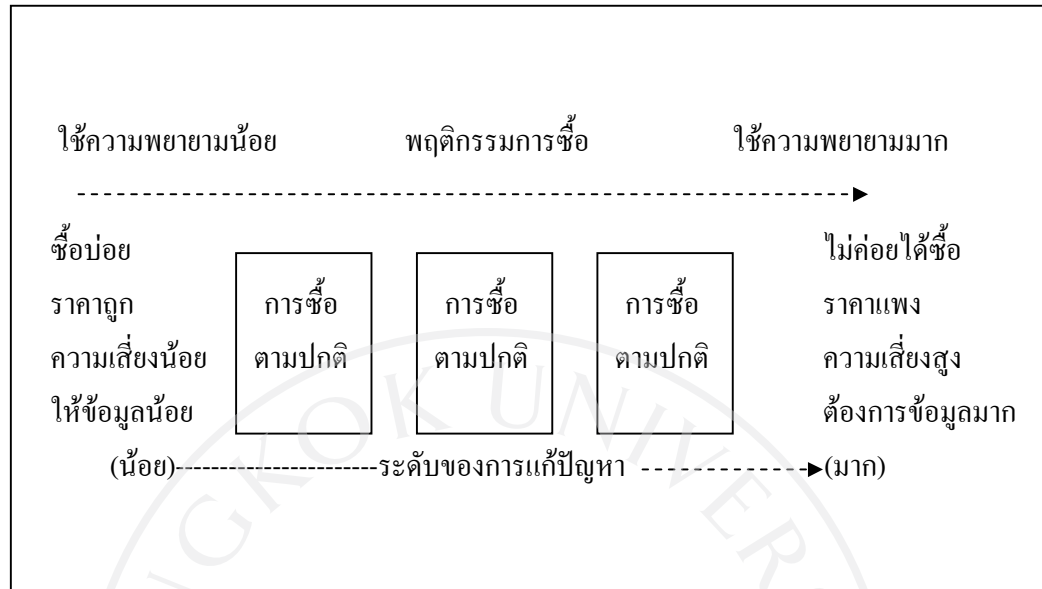 ใช้ความพยายามน้อย พฤติกรรมการซื้อ ใช้ความพยายามมาก
ซื้อบ่อย ไม่ค่อยได้ซื้อ
ราคาถูก การซื้อ การซื้อ การซื้อ ราคาแพง
ความเสี่ยงน้อย ตามปกติ ตามปกติ ตามปกติ ความเสี่ยงสูง
ให้ข้อมูลน้อย ต้องการข้อมูลมาก
(น้อย) ระดับของการแก้ปัญหา (มาก)
NGKOK UNIVER